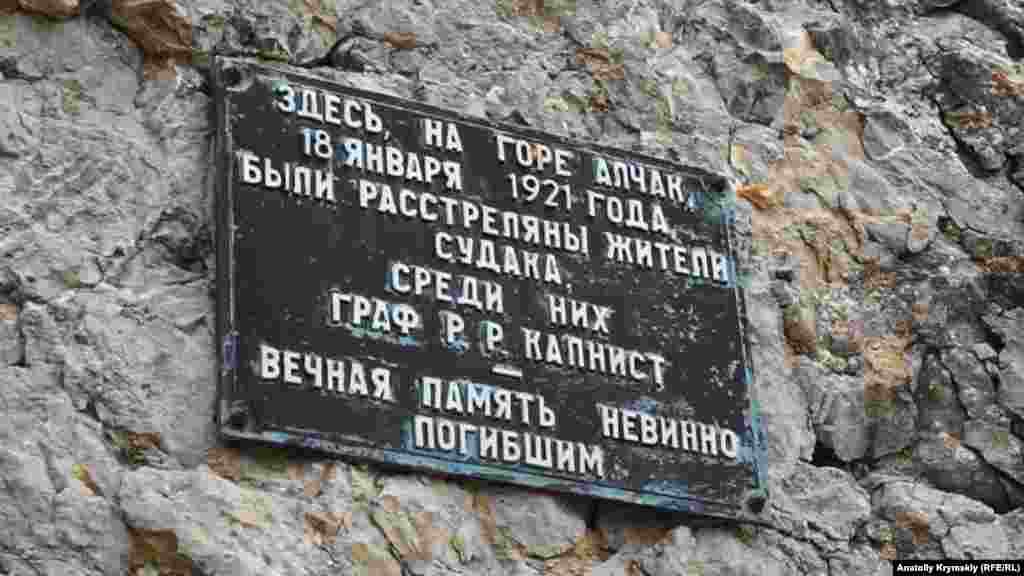 ЗДЕСЬ, НА ГОРЕ АЛЧАК,
18 ЯНВАРЯ 1921 ГОДА,
БЫЛИ РАССТРЕЛЯНЫ ЖИТЕЛИ
СУДАКА,
СРЕДИ НИХ
ГРАФ Р. Р. КАПНИСТ
—
ВЕЧНАЯ ПАМЯТЬ НЕВИННО
ПОГИБШИМ
Anatoliy Krymskiy (RFE/RL)